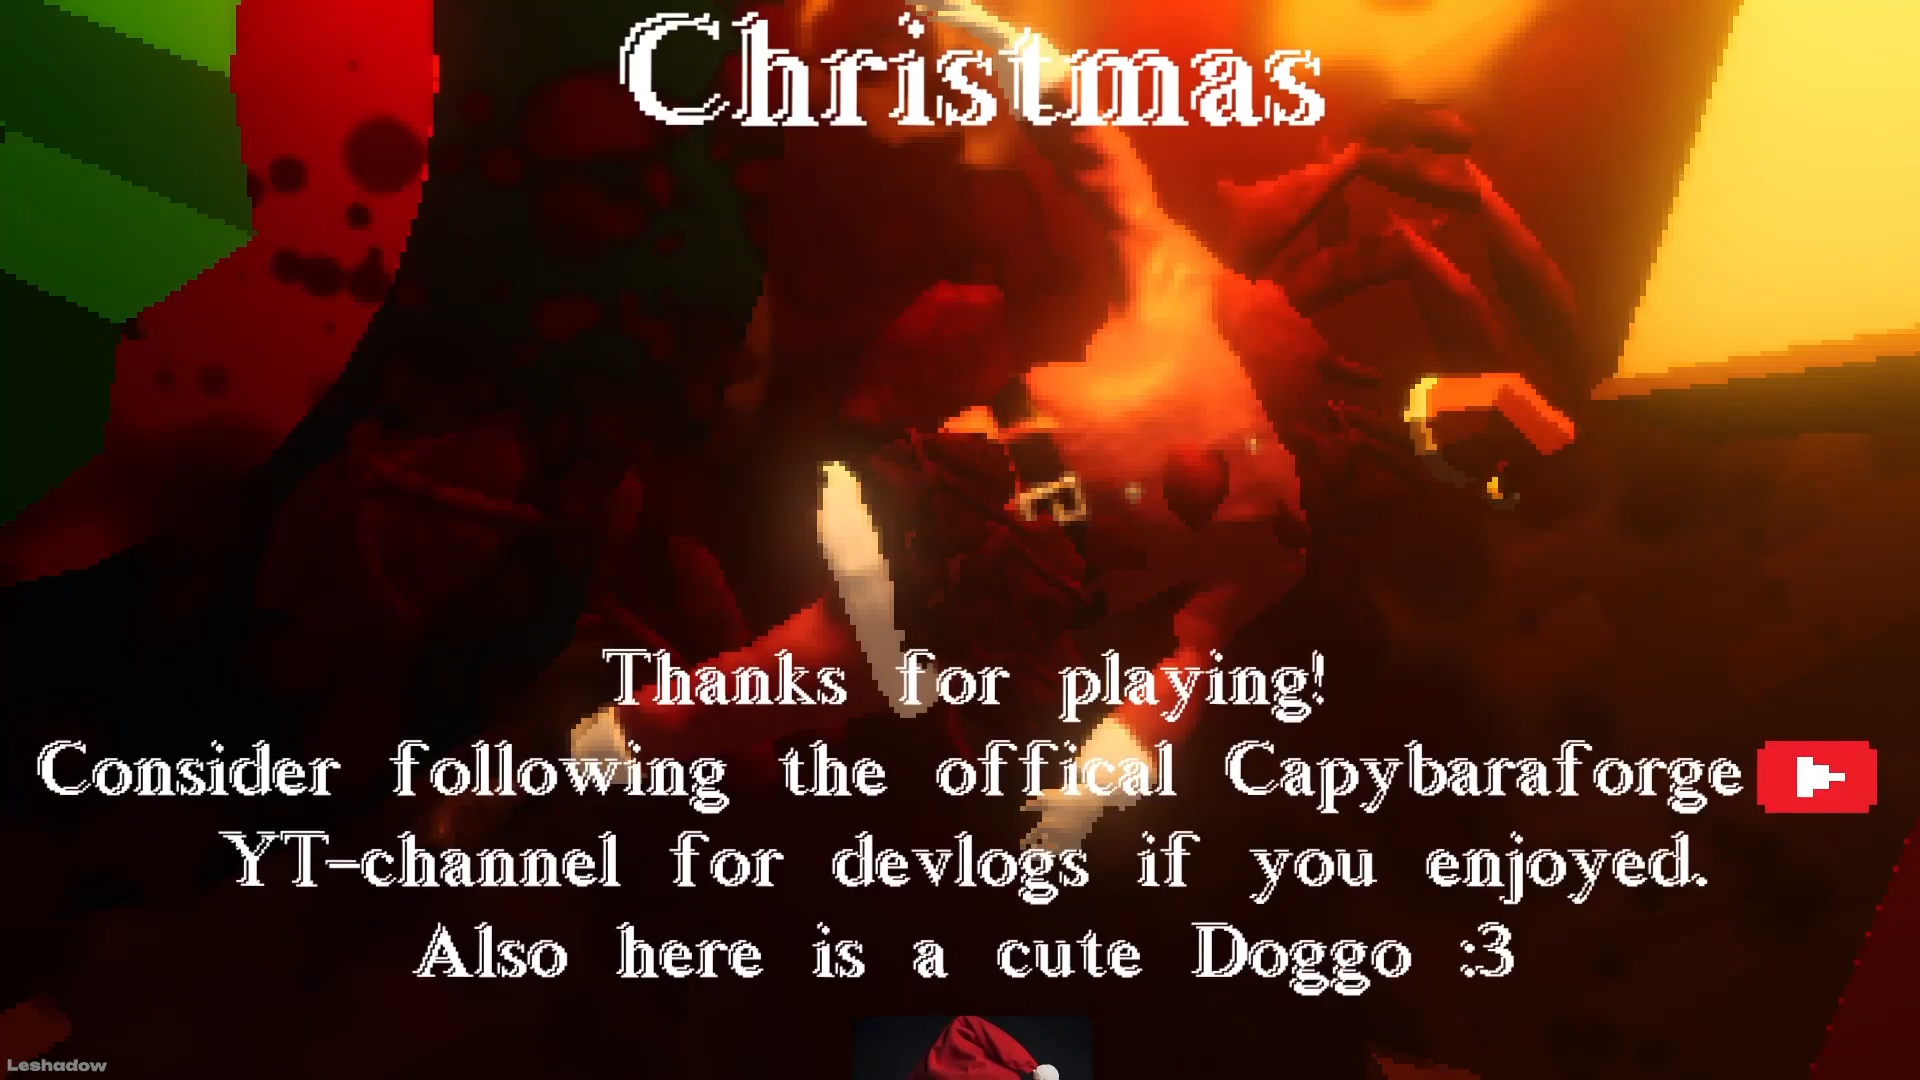 Christmas
Thanks for playing!
Consider following the offical Capybaraforge
YT-channel for devlogs if you enjoyed.
Also here is a cute Doggo :3
Leshadow